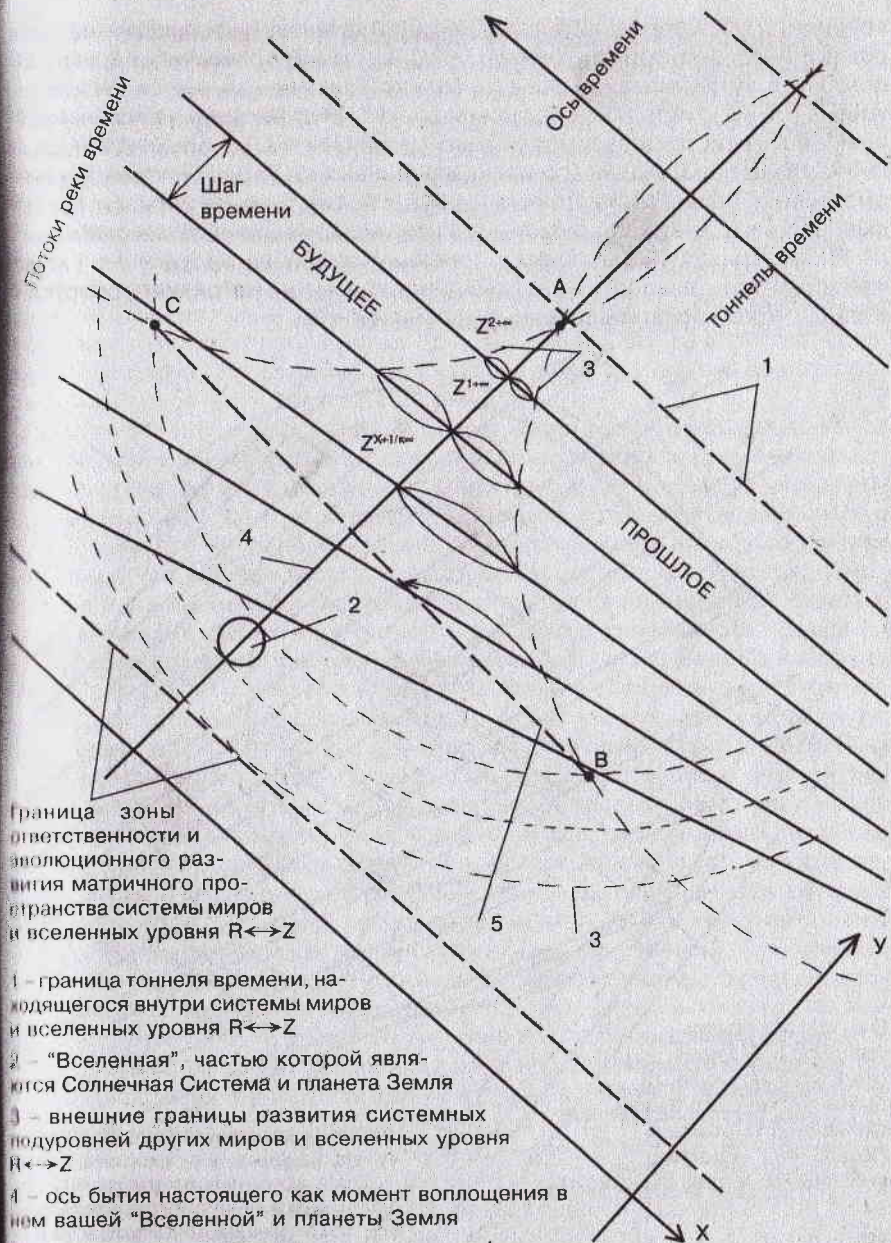 Ось времени
Потоки реки времени
Шаг
времени
БУДУЩЕЕ
Тоннель времени
C
A
Z²⁺∞
3
Z¹⁺∞
1
ПРОШЛОЕ
4
2
B
зоны
ответственности и
эволюционного раз-
вития матричного про-
странства системы миров
и вселенных уровня R↔Z
5
3
У
1 – граница тоннеля времени, на-
ходящегося внутри системы миров
и вселенных уровня R↔Z
2 – "Вселенная", частью которой явля-
ются Солнечная Система и планета Земля
3 – внешние границы развития системных
подуровней других миров и вселенных уровня
R↔Z
4 – ось бытия настоящего как момент воплощения в
нем вашей "Вселенной" и планеты Земля
X